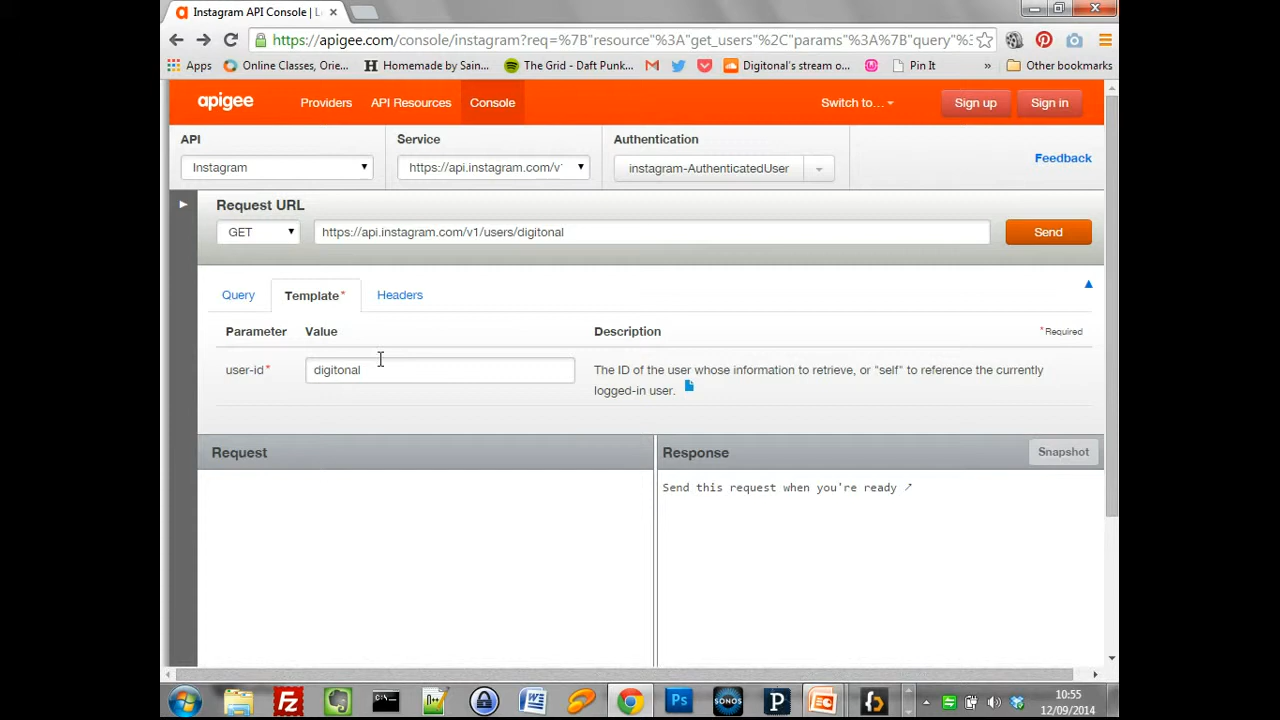 Instagram API Console | L
https://apigee.com/console/instagram?req=%7B"resource"%3A"get_users"%2C"params"%3A%7B"query"%3
Apps
Online Classes, Orie...
Homemade by Sain...
The Grid - Daft Punk...
Digitonal's stream o...
Pin It
»
Other bookmarks
apigee
Providers
API Resources
Console
Switch to...
Sign up
Sign in
API
Service
Authentication
Instagram
https://api.instagram.com/v1
instagram-AuthenticatedUser
Feedback
Request URL
GET
https://api.instagram.com/v1/users/digitonal
Send
Query
Template*
Headers
Parameter
Value
Description
*Required
user-id*
digitonal
The ID of the user whose information to retrieve, or "self" to reference the currently
logged-in user.
Request
Response
Snapshot
Send this request when you're ready ↗
10:55
12/09/2014